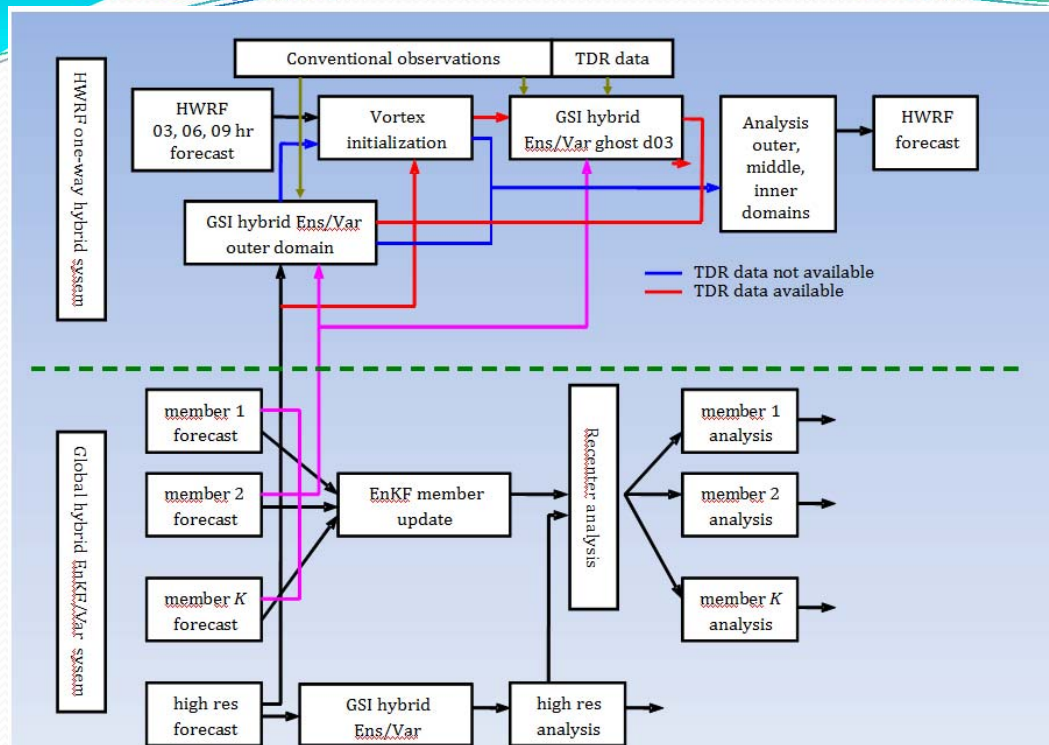 HWRF one-way hybrid sysem
Conventional observations
TDR data
HWRF
03, 06, 09 hr
forecast
Vortex
initialization
GSI hybrid
Ens/Var ghost d03
Analysis
outer,
middle,
inner
domains
HWRF
forecast
GSI hybrid Ens/Var
outer domain
TDR data not available
TDR data available
Global hybrid EnKF/Var sysem
member 1
forecast
member 2
forecast
member K
forecast
high res
forecast
EnKF member
update
GSI hybrid
Ens/Var
high res
analysis
Recenter analysis
member 1
analysis
member 2
analysis
member K
analysis